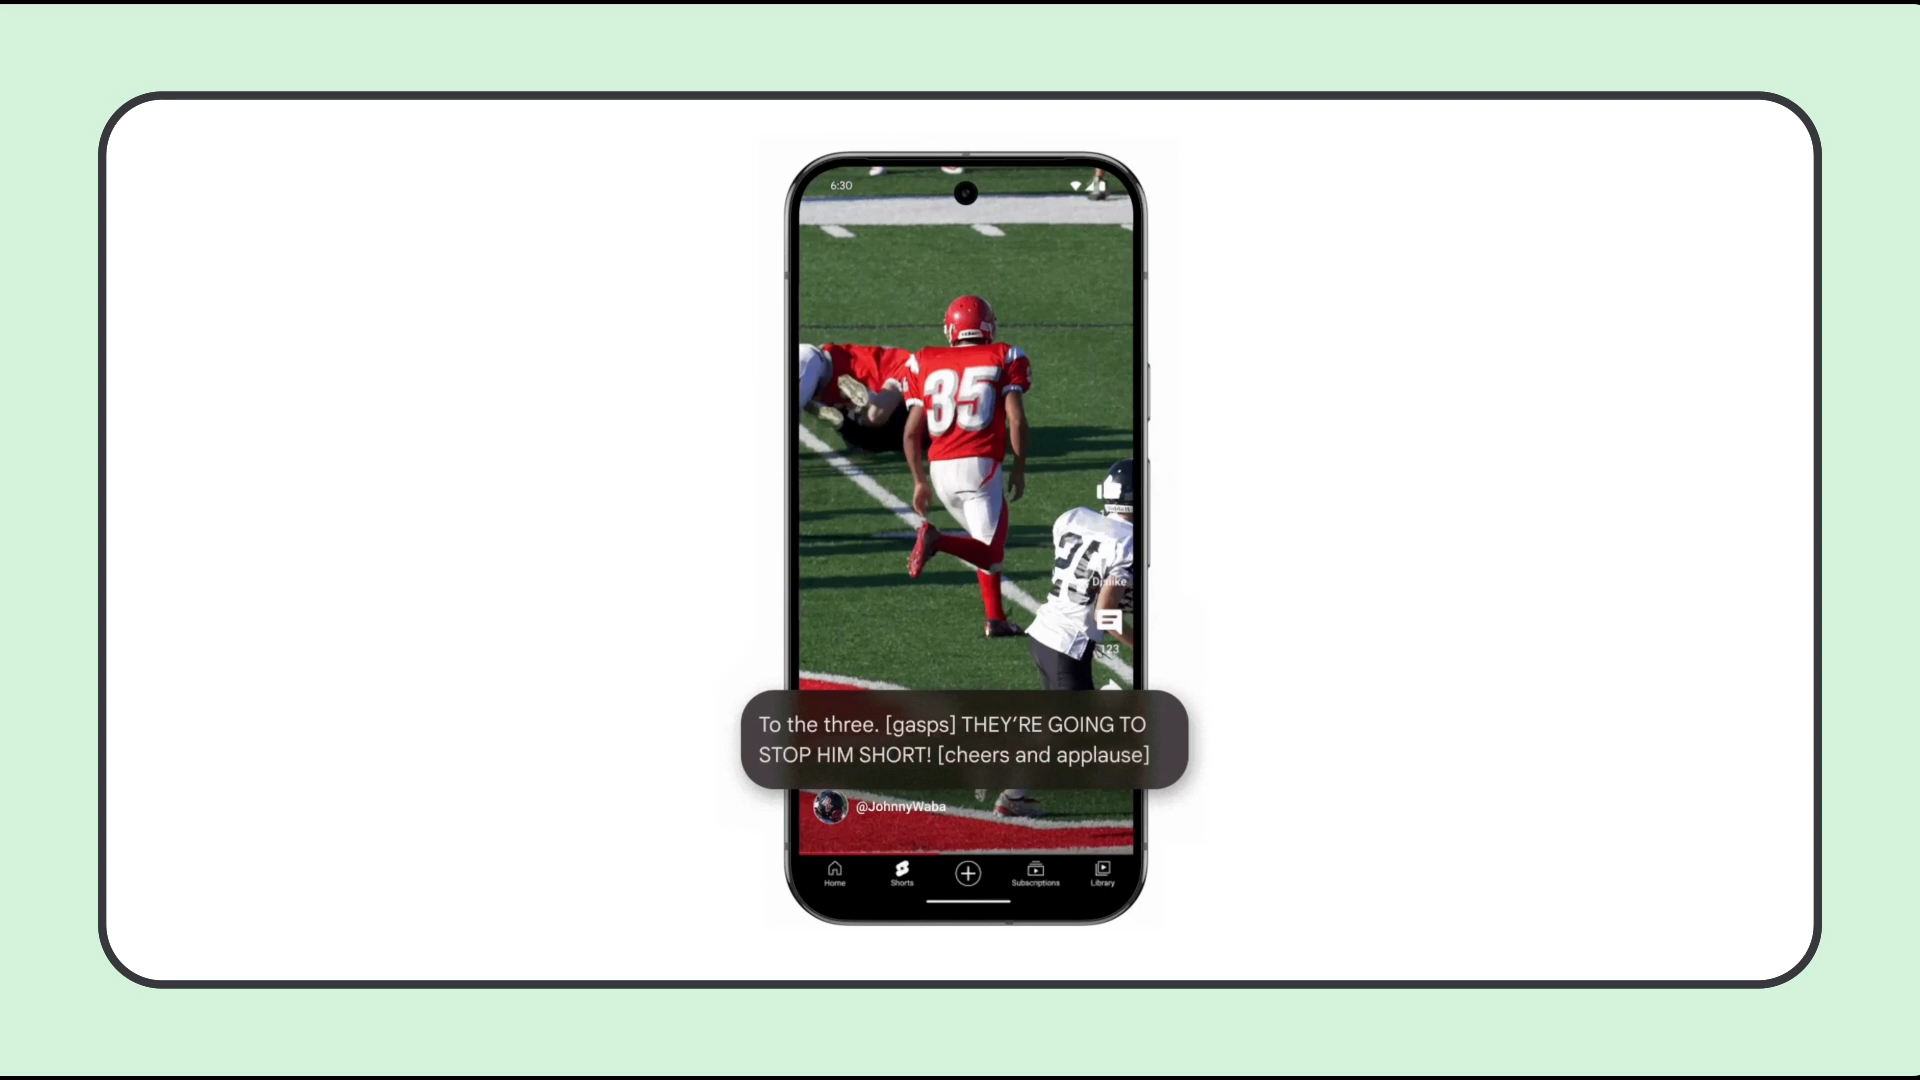 6:30
35
Dislike
123
To the three. [gasps] THEY’RE GOING TO
STOP HIM SHORT! [cheers and applause]
@JohnnyWaba
Home
Shorts
Subscriptions
Library